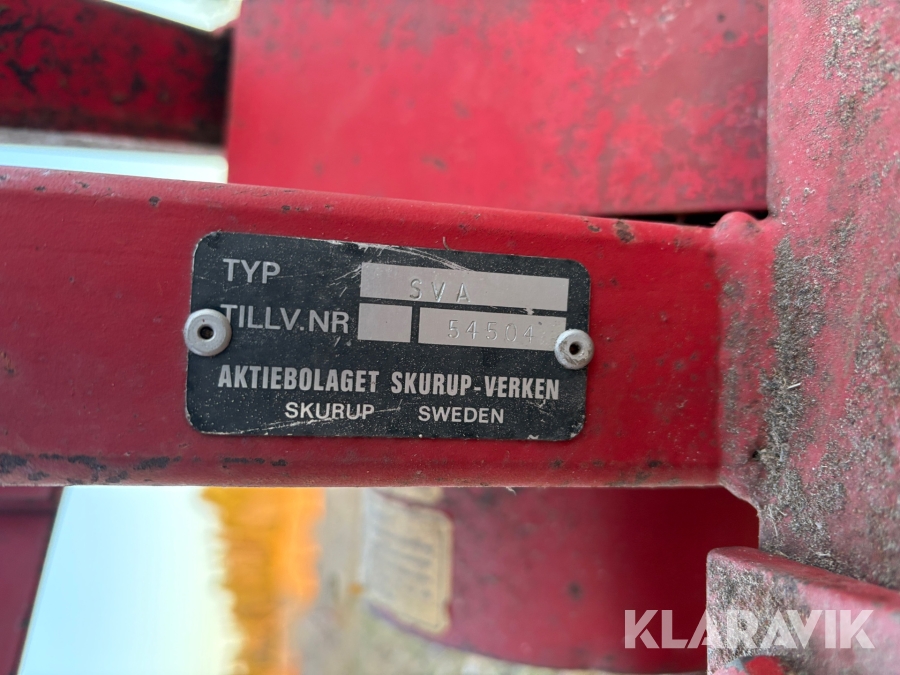 TYP SVA
TILLV.NR 54504
AKTIEBOLAGET SKURUP-VERKEN
SKURUP SWEDEN
KLARAVIK